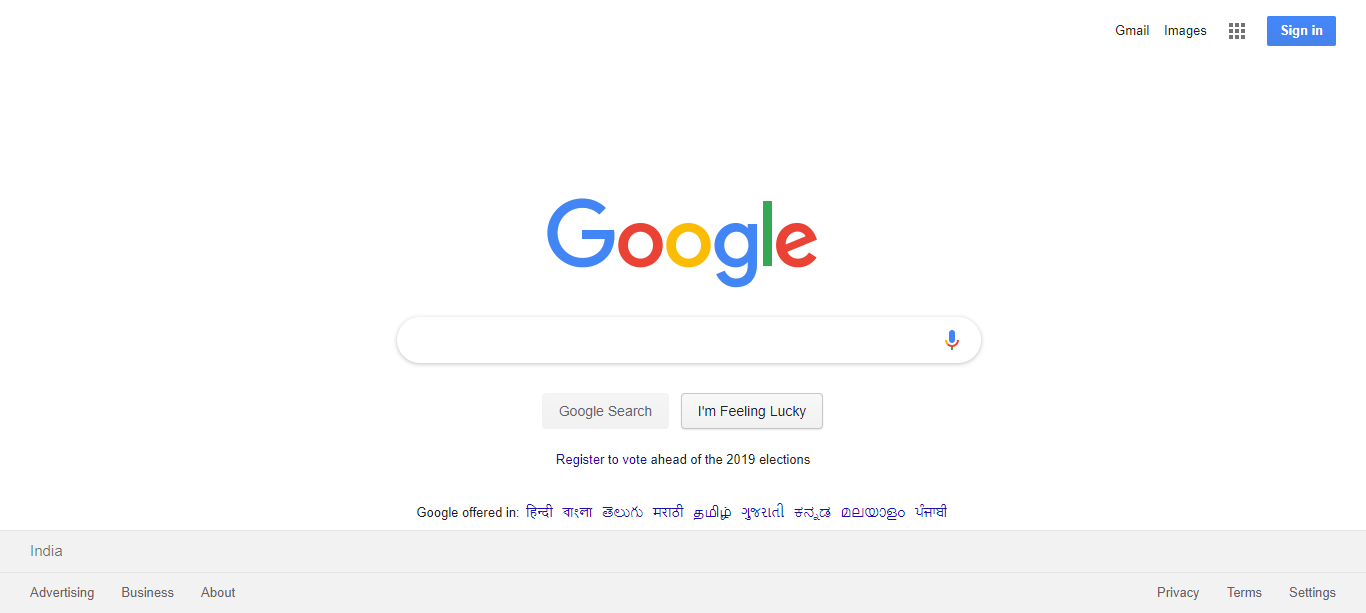 Gmail Images Sign in
Google
Google Search I'm Feeling Lucky
Register to vote ahead of the 2019 elections
Google offered in: हिन्दी বাংলা తెలుగు मराठी தமிழ் ગુજરાતી ಕನ್ನಡ മലയാളം ਪੰਜਾਬੀ
India
Advertising Business About Privacy Terms Settings